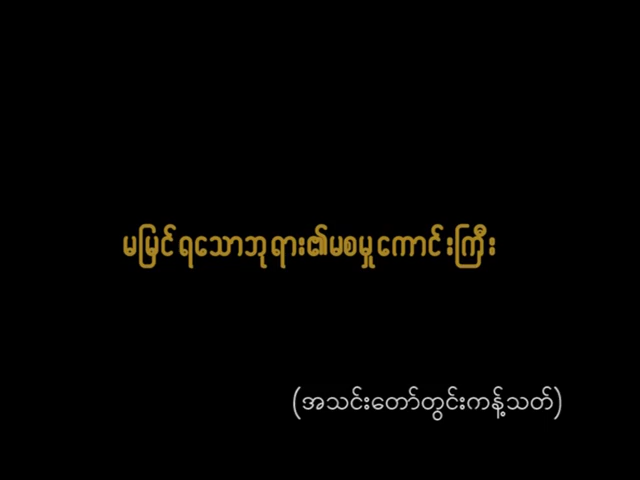 မမြင်ရသောဘုရား၏မစမှုကောင်းကြီး
(အသင်းတော်တွင်းကန့်သတ်)